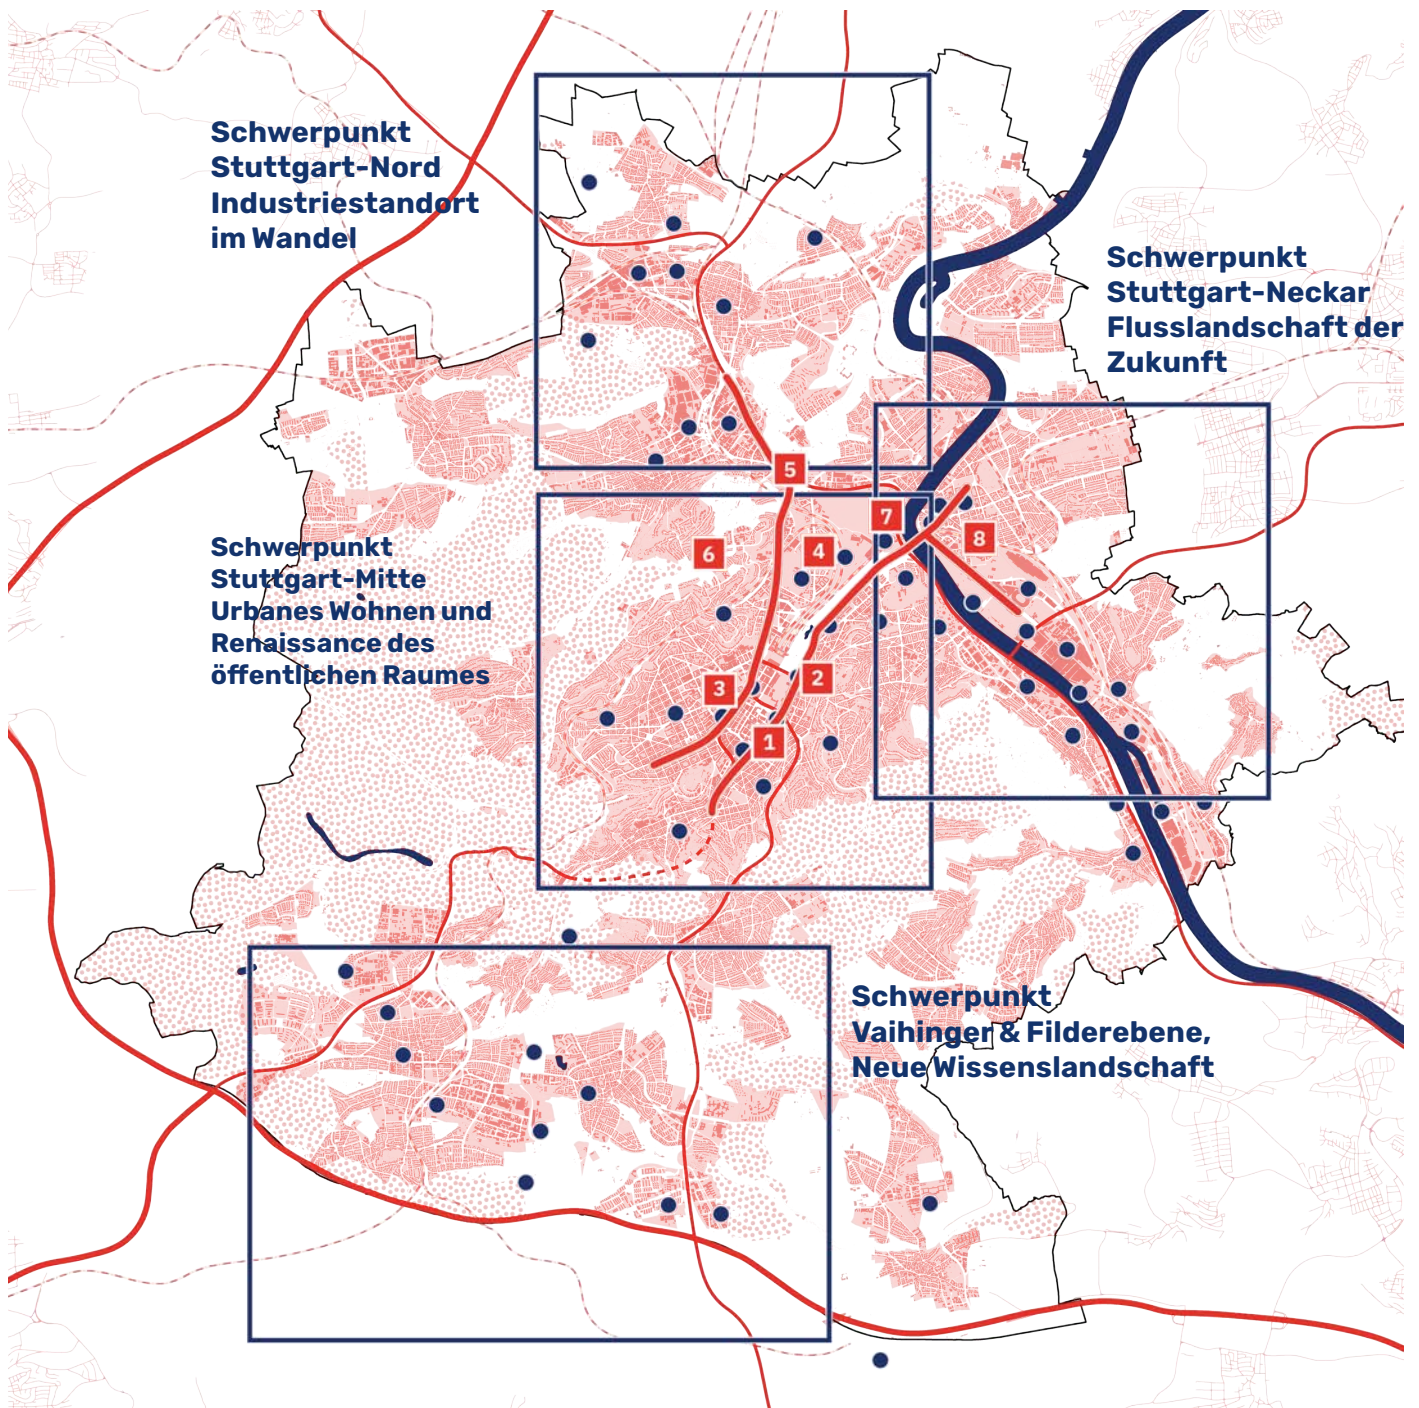 Schwerpunkt
Stuttgart-Nord
Industriestandort
im Wandel
Schwerpunkt
Stuttgart-Neckar
Flusslandschaft der
Zukunft
5
7
8
6
4
Schwerpunkt
Stuttgart-Mitte
Urbanes Wohnen und
Renaissance des
öffentlichen Raumes
3
2
1
Schwerpunkt
Vaihinger & Filderebene,
Neue Wissenslandschaft